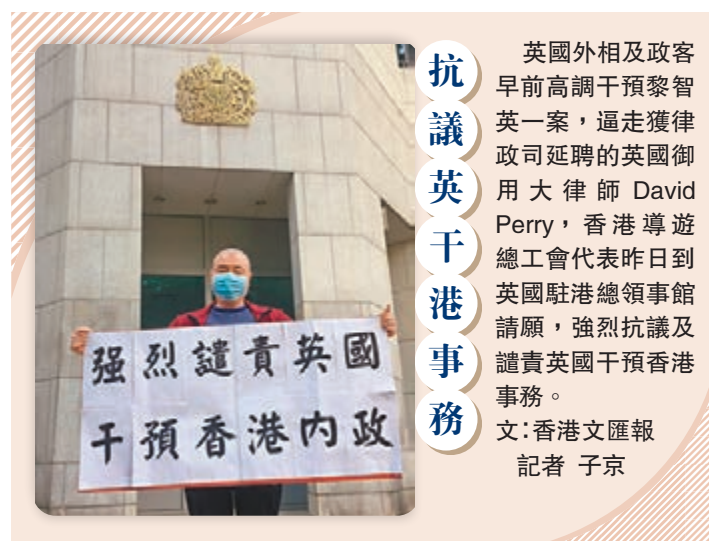 抗議英干港事務
英國外相及政客
早前高調干預黎智
英一案，逼走獲律
政司延聘的英國御
用大律師 David
Perry，香港導遊
總工會代表昨日到
英國駐港總領事館
請願，強烈抗議及
譴責英國干預香港
事務。
文：香港文匯報
記者 子京
强烈譴責英國
干預香港内政